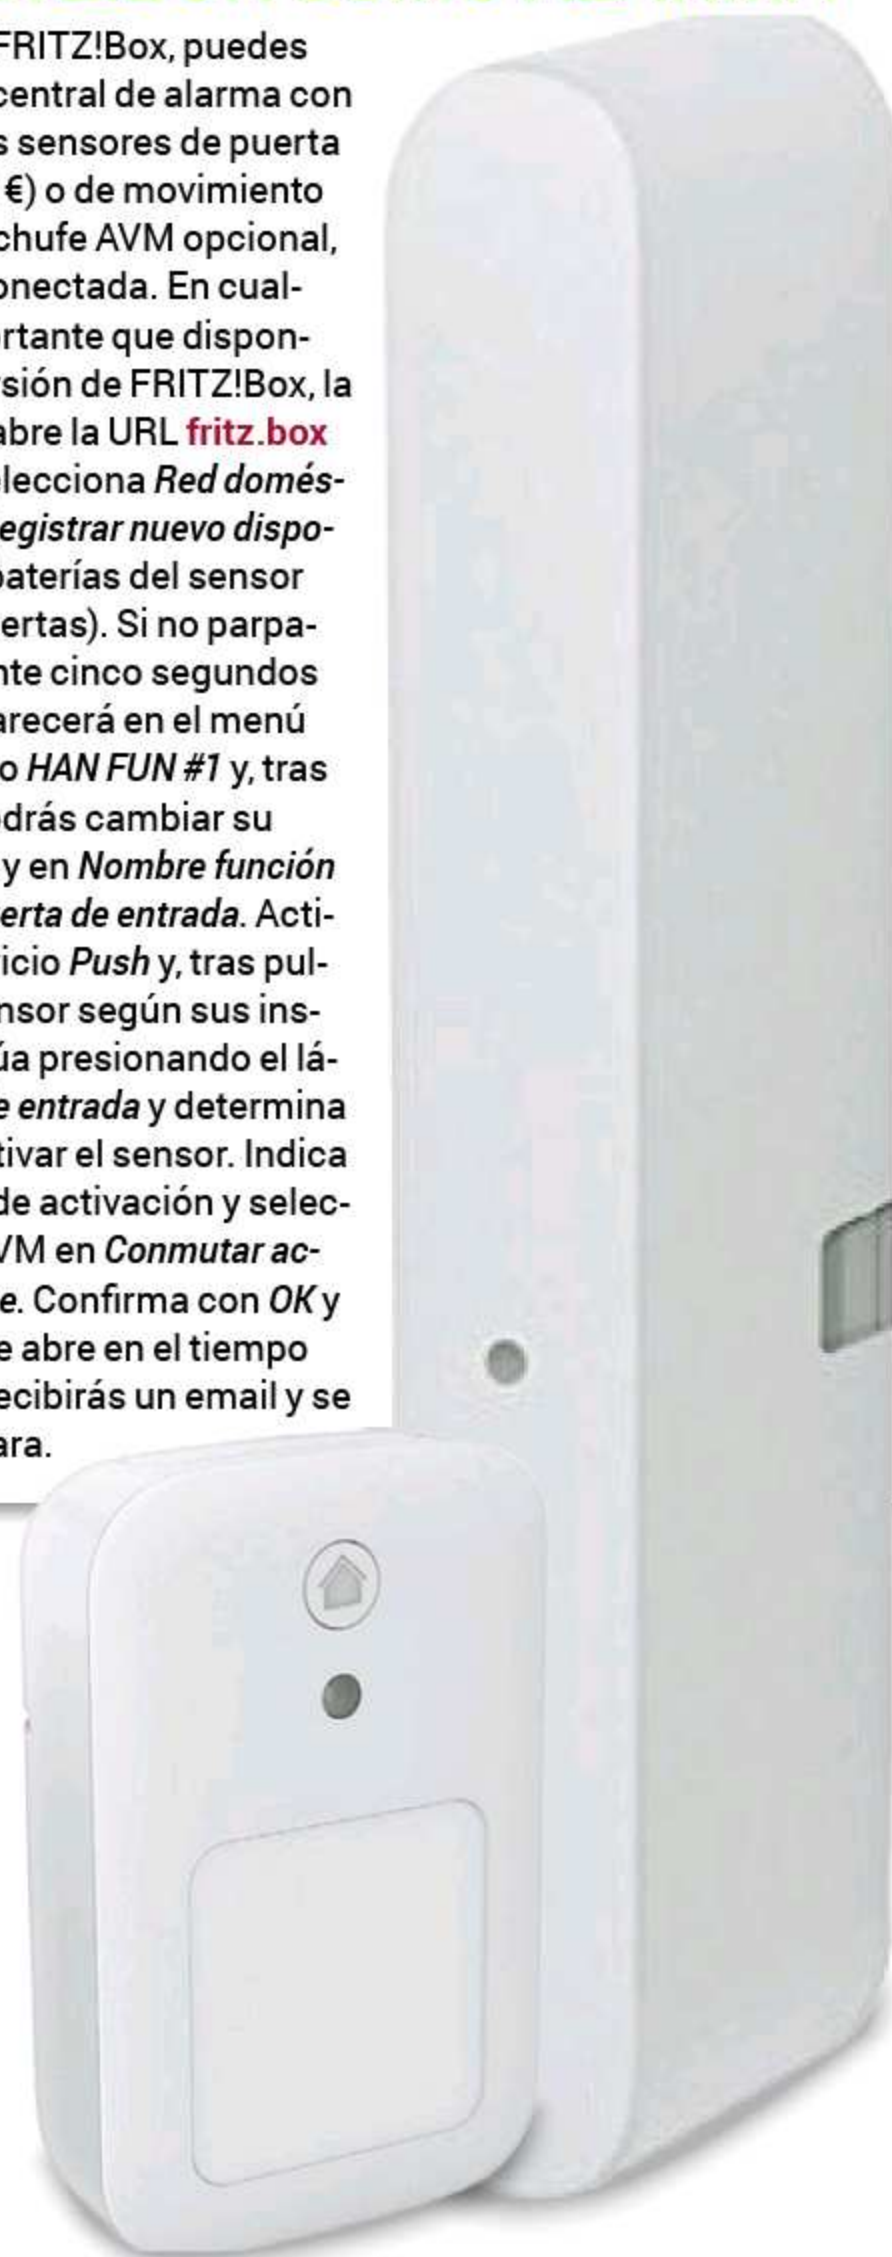 FRITZ!Box, puedes
central de alarma con
s sensores de puerta
€) o de movimiento
chufe AVM opcional,
onectada. En cual-
rtante que dispon-
sión de FRITZ!Box, la
abre la URL fritz.box
lecciona Red domés-
egistrar nuevo dispo-
baterías del sensor
ertas). Si no parpa-
nte cinco segundos
arecerá en el menú
o HAN FUN #1 y, tras
odrás cambiar su
y en Nombre función
erta de entrada. Acti-
icio Push y, tras pul-
nsor según sus ins-
úa presionando el lá-
e entrada y determina
tivar el sensor. Indica
de activación y selec-
VM en Conmutar ac-
e. Confirma con OK y
e abre en el tiempo
ecibirás un email y se
ara.